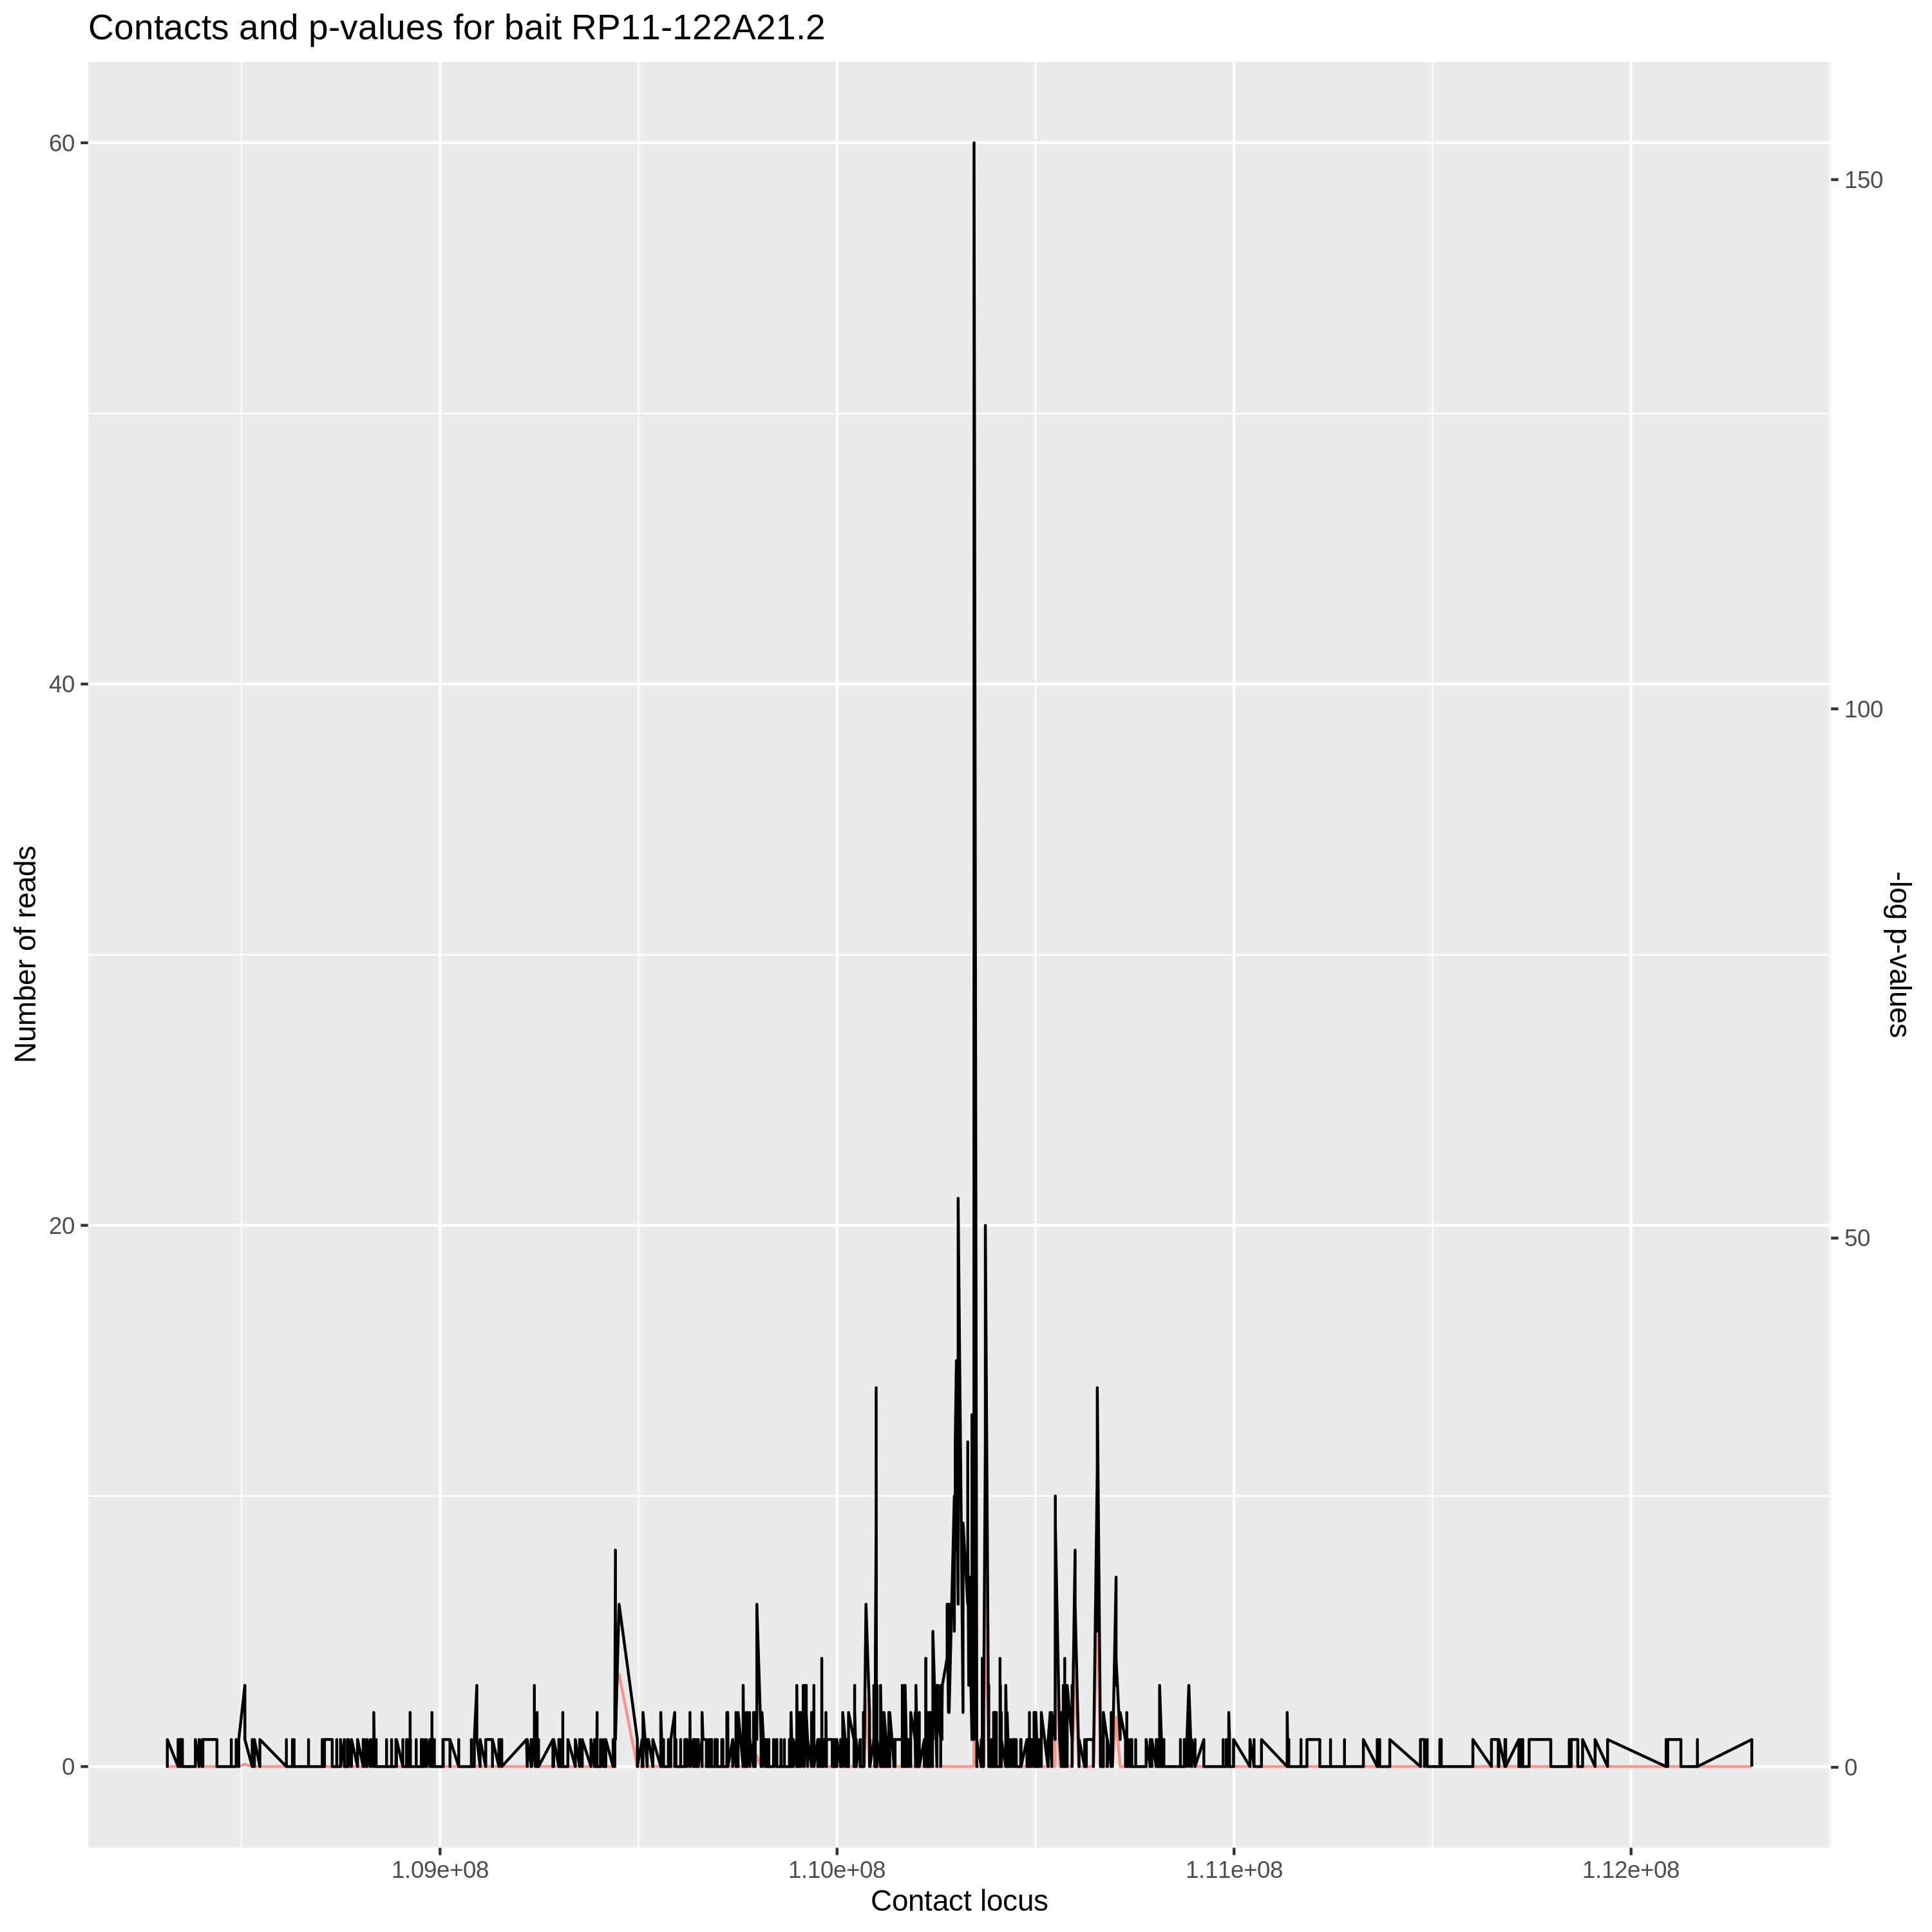 Contacts and p-values for bait RP11-122A21.2
60
40
20
0
Number of reads
150
100
50
0
-log p-values
1.09e+08
1.10e+08
1.11e+08
1.12e+08
Contact locus